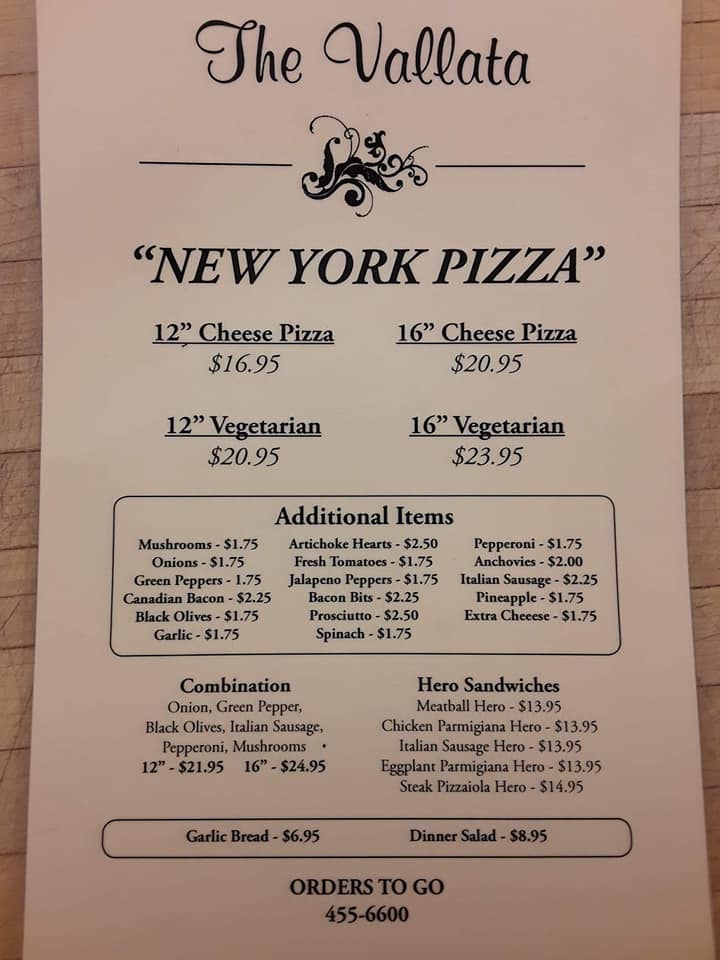 The Vallata
“NEW YORK PIZZA”
12” Cheese Pizza
$16.95
16” Cheese Pizza
$20.95
12” Vegetarian
$20.95
16” Vegetarian
$23.95
Additional Items
Mushrooms - $1.75
Onions - $1.75
Green Peppers - 1.75
Canadian Bacon - $2.25
Black Olives - $1.75
Garlic - $1.75
Artichoke Hearts - $2.50
Fresh Tomatoes - $1.75
Jalapeno Peppers - $1.75
Bacon Bits - $2.25
Prosciutto - $2.50
Spinach - $1.75
Pepperoni - $1.75
Anchovies - $2.00
Italian Sausage - $2.25
Pineapple - $1.75
Extra Cheeese - $1.75
Combination
Onion, Green Pepper,
Black Olives, Italian Sausage,
Pepperoni, Mushrooms
12” - $21.95 16” - $24.95
Hero Sandwiches
Meatball Hero - $13.95
Chicken Parmigiana Hero - $13.95
Italian Sausage Hero - $13.95
Eggplant Parmigiana Hero - $13.95
Steak Pizzaiola Hero - $14.95
Garlic Bread - $6.95
Dinner Salad - $8.95
ORDERS TO GO
455-6600